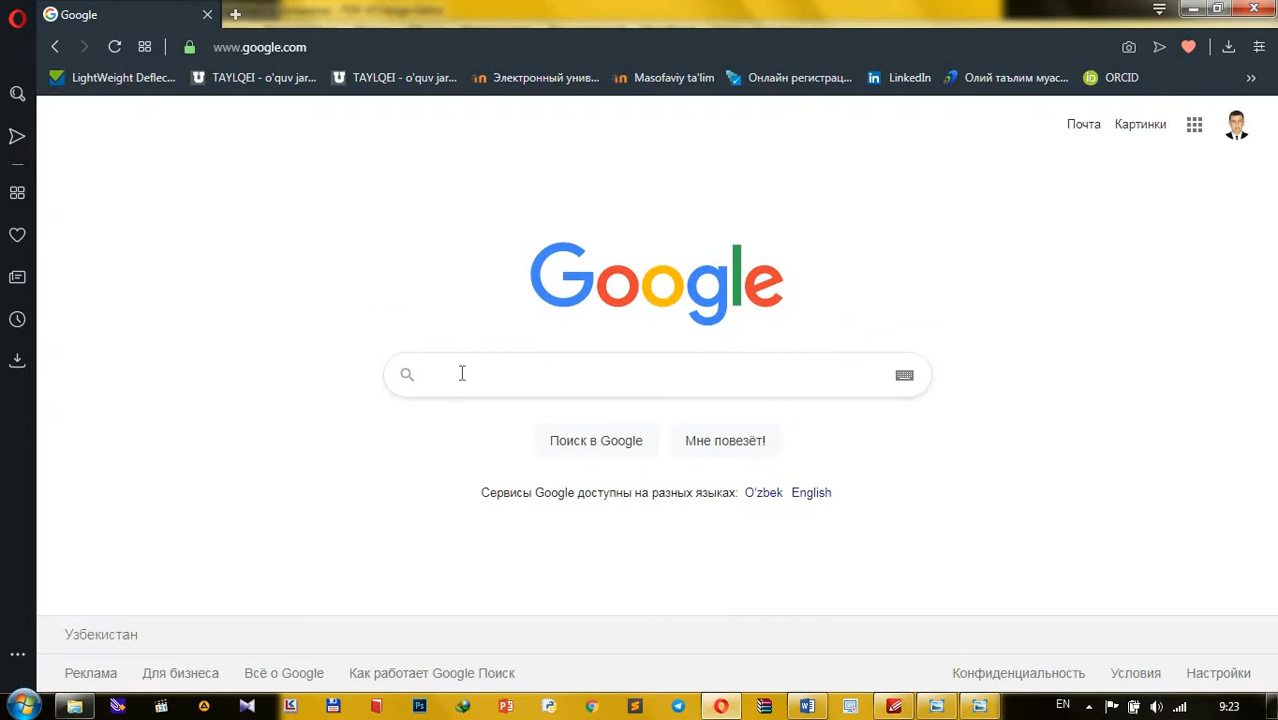 Google
www.google.com
LightWeight Deflec...
TAYLQEI - o'quv jar...
TAYLQEI - o'quv jar...
Электронный унив...
Masofaviy ta'lim
Онлайн регистрац...
LinkedIn
Олий таълим муас...
ORCID
Почта
Картинки
Google
Поиск в Google
Мне повезёт!
Сервисы Google доступны на разных языках: O'zbek English
Узбекистан
Реклама
Для бизнеса
Всё о Google
Как работает Google Поиск
Конфиденциальность
Условия
Настройки
EN
9:23